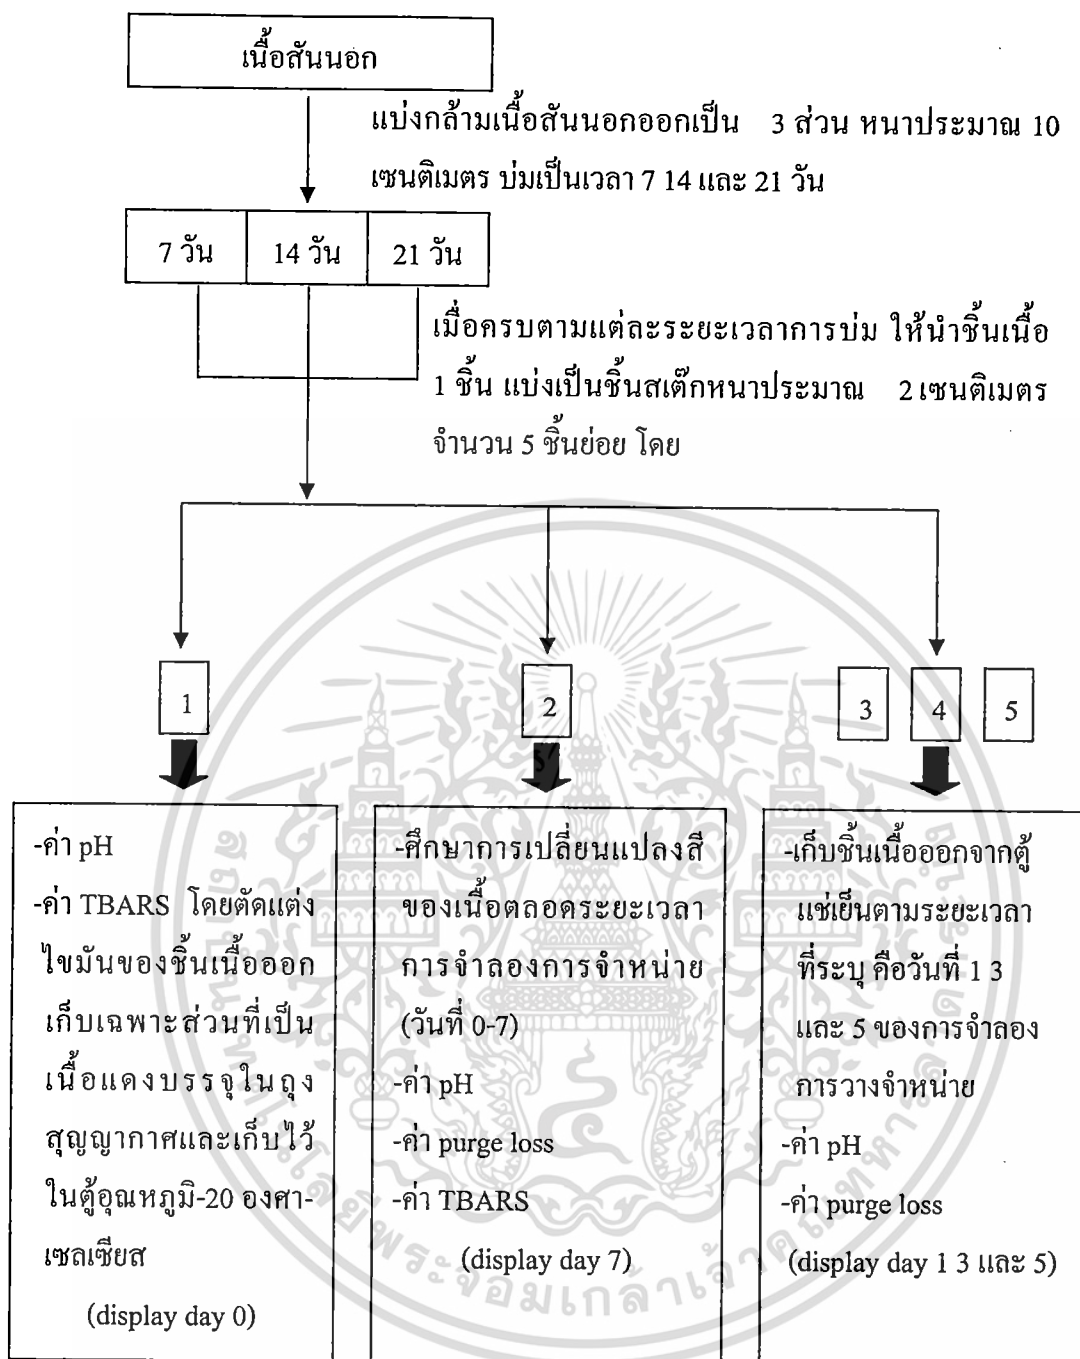 เนื้อสันนอก
แบ่งกล้ามเนื้อสันนอกออกเป็น 3 ส่วน หนาประมาณ 10
เซนติเมตร บ่มเป็นเวลา 7 14 และ 21 วัน
7 วัน
14 วัน
21 วัน
เมื่อครบตามแต่ละระยะเวลาการบ่ม ให้นำชิ้นเนื้อ
1 ชิ้น แบ่งเป็นชิ้นสเต๊กหนาประมาณ 2 เซนติเมตร
จำนวน 5 ชิ้นย่อย โดย
1
2
3
4
5
-ค่า pH
-ค่า TBARS โดยตัดแต่ง
ไขมันของชิ้นเนื้อออก
เก็บเฉพาะส่วนที่เป็น
เนื้อแดงบรรจุในถุง
สุญญากาศและเก็บไว้
ในตู้อุณหภูมิ-20 องศา-
เซลเซียส
(display day 0)
-ศึกษาการเปลี่ยนแปลงสี
ของเนื้อตลอดระยะเวลา
การจำลองการจำหน่าย
(วันที่ 0-7)
-ค่า pH
-ค่า purge loss
-ค่า TBARS
(display day 7)
-เก็บชิ้นเนื้อออกจากตู้
แช่เย็นตามระยะเวลา
ที่ระบุ คือวันที่ 1 3
และ 5 ของการจำลอง
การวางจำหน่าย
-ค่า pH
-ค่า purge loss
(display day 1 3 และ 5)